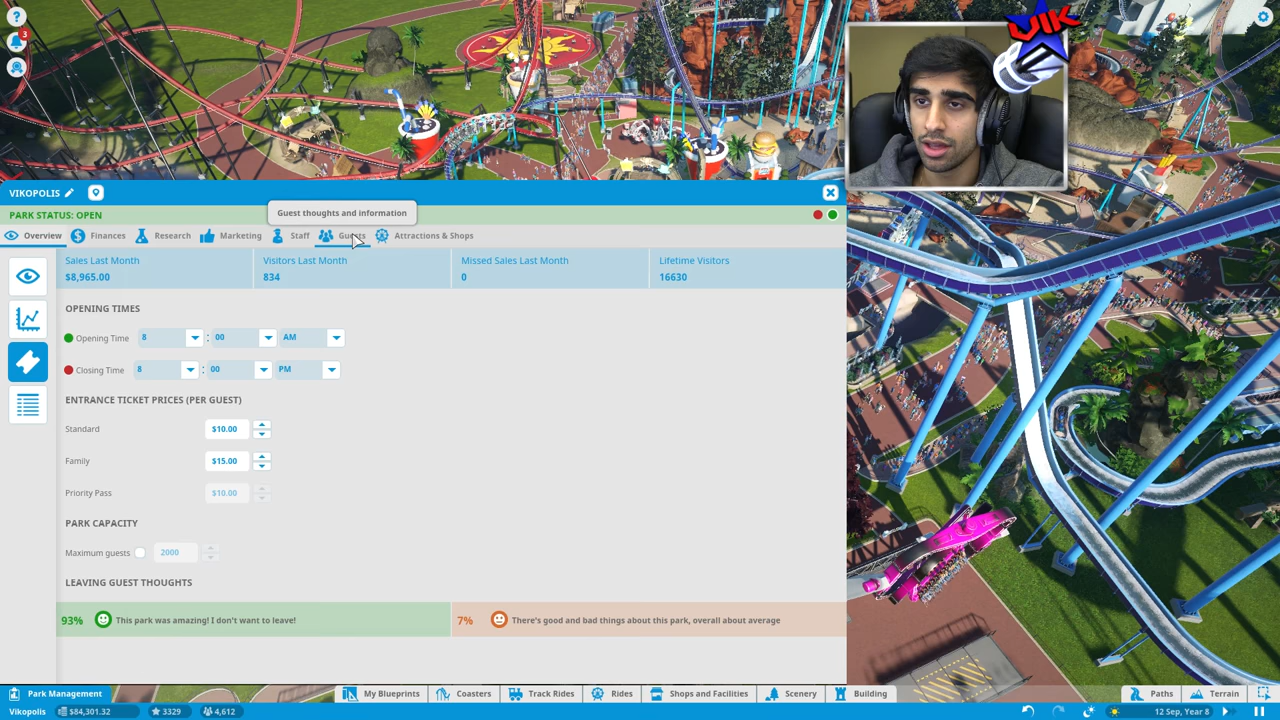 ?
3
VIK
VIKOPOLIS
PARK STATUS: OPEN
Guest thoughts and information
Overview
Finances
Research
Marketing
Staff
Guests
Attractions & Shops
Sales Last Month
$8,965.00
Visitors Last Month
834
Missed Sales Last Month
0
Lifetime Visitors
16630
OPENING TIMES
Opening Time 8 : 00 AM
Closing Time 8 : 00 PM
ENTRANCE TICKET PRICES (PER GUEST)
Standard $10.00
Family $15.00
Priority Pass $10.00
PARK CAPACITY
Maximum guests 2000
LEAVING GUEST THOUGHTS
93% This park was amazing! I don't want to leave!
7% There's good and bad things about this park, overall about average
Park Management
My Blueprints
Coasters
Track Rides
Rides
Shops and Facilities
Scenery
Building
Paths
Terrain
Vikopolis
$84,301.32
3329
4,612
12 Sep, Year 8